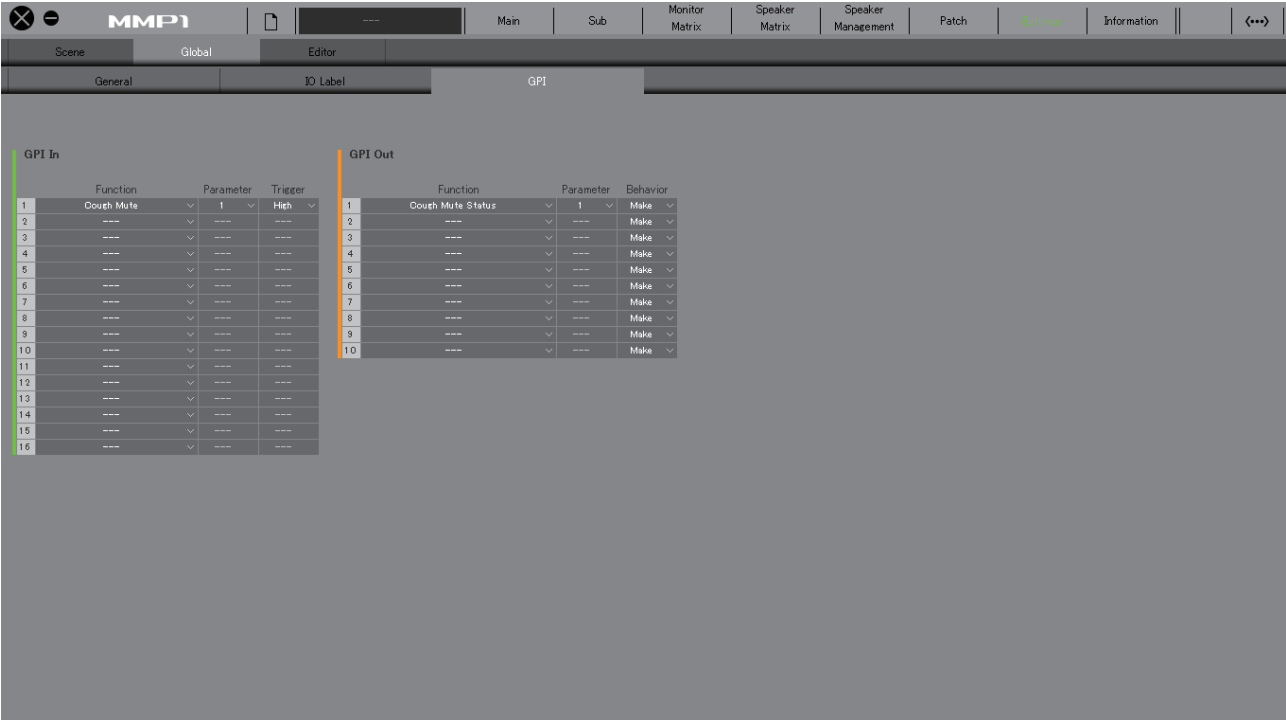 MMP1 --- Main Sub Monitor Matrix Speaker Matrix Speaker Management Patch Information
Scene Global Editor
General IO Label GPI
GPI In GPI Out
Function Parameter Trigger Function Parameter Behavior
1 Cough Mute 1 High 1 Cough Mute Status 1 Make
2 --- --- --- 2 --- --- Make
3 --- --- --- 3 --- --- Make
4 --- --- --- 4 --- --- Make
5 --- --- --- 5 --- --- Make
6 --- --- --- 6 --- --- Make
7 --- --- --- 7 --- --- Make
8 --- --- --- 8 --- --- Make
9 --- --- --- 9 --- --- Make
10 --- --- --- 10 --- --- Make
11 --- --- ---
12 --- --- ---
13 --- --- ---
14 --- --- ---
15 --- --- ---
16 --- --- ---